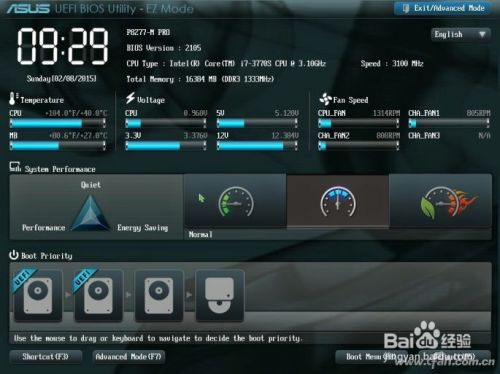 ASUS UEFI BIOS Utility - EZ Mode
Exit/Advanced Mode
09:29
Sunday[02/08/2015]
P8Z77-M PRO
BIOS Version : 2105
CPU Type : Intel(R) Core(TM) i7-3770S CPU @ 3.10GHz
Speed : 3100 MHz
Total Memory : 16384 MB (DDR3 1333MHz)
English
Temperature
CPU +104.0°F/+40.0°C
MB +80.6°F/+27.0°C
Voltage
CPU 0.960V 5V 5.120V
3.3V 3.376V 12V 12.384V
Fan Speed
CPU_FAN 1314RPM CHA_FAN1 805RPM
CHA_FAN2 800RPM CHA_FAN3 N/A
System Performance
Quiet
Performance
Energy Saving
Normal
Boot Priority
UEFI
UEFI
Use the mouse to drag or keyboard to navigate to decide the boot priority.
Shortcut(F3)
Advanced Mode(F7)
Boot Menu
Bai 经验
jingyan.baidu.com